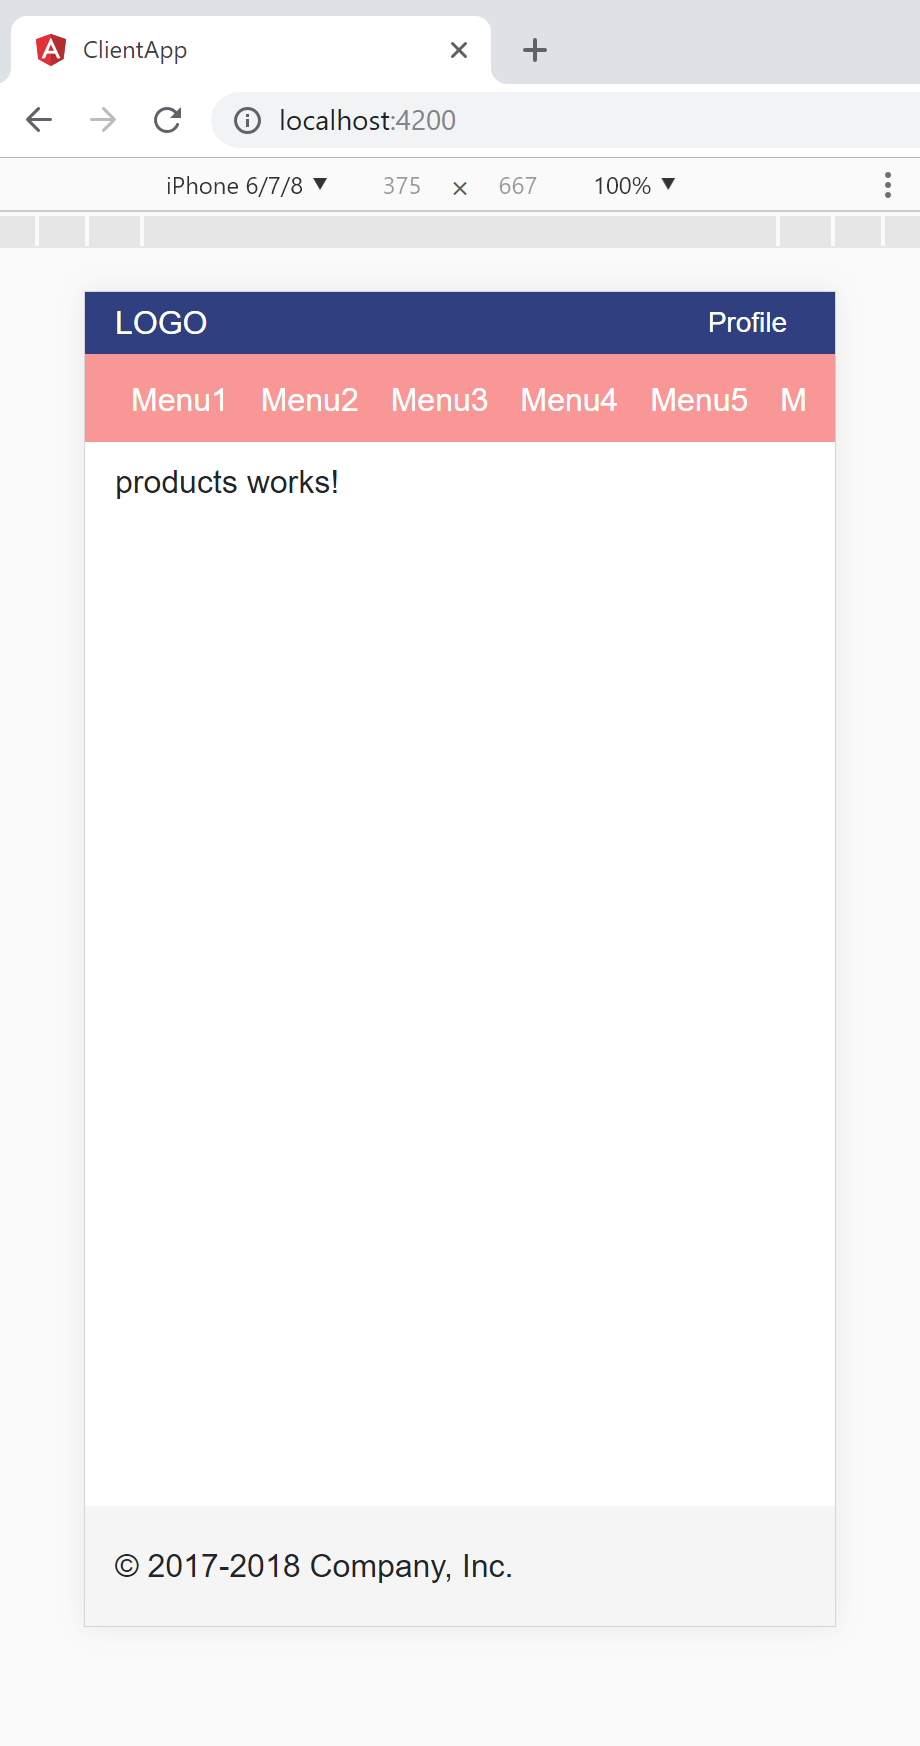 ClientApp
localhost:4200
iPhone 6/7/8 375 × 667 100%
LOGO Profile
Menu1 Menu2 Menu3 Menu4 Menu5 M
products works!
© 2017-2018 Company, Inc.